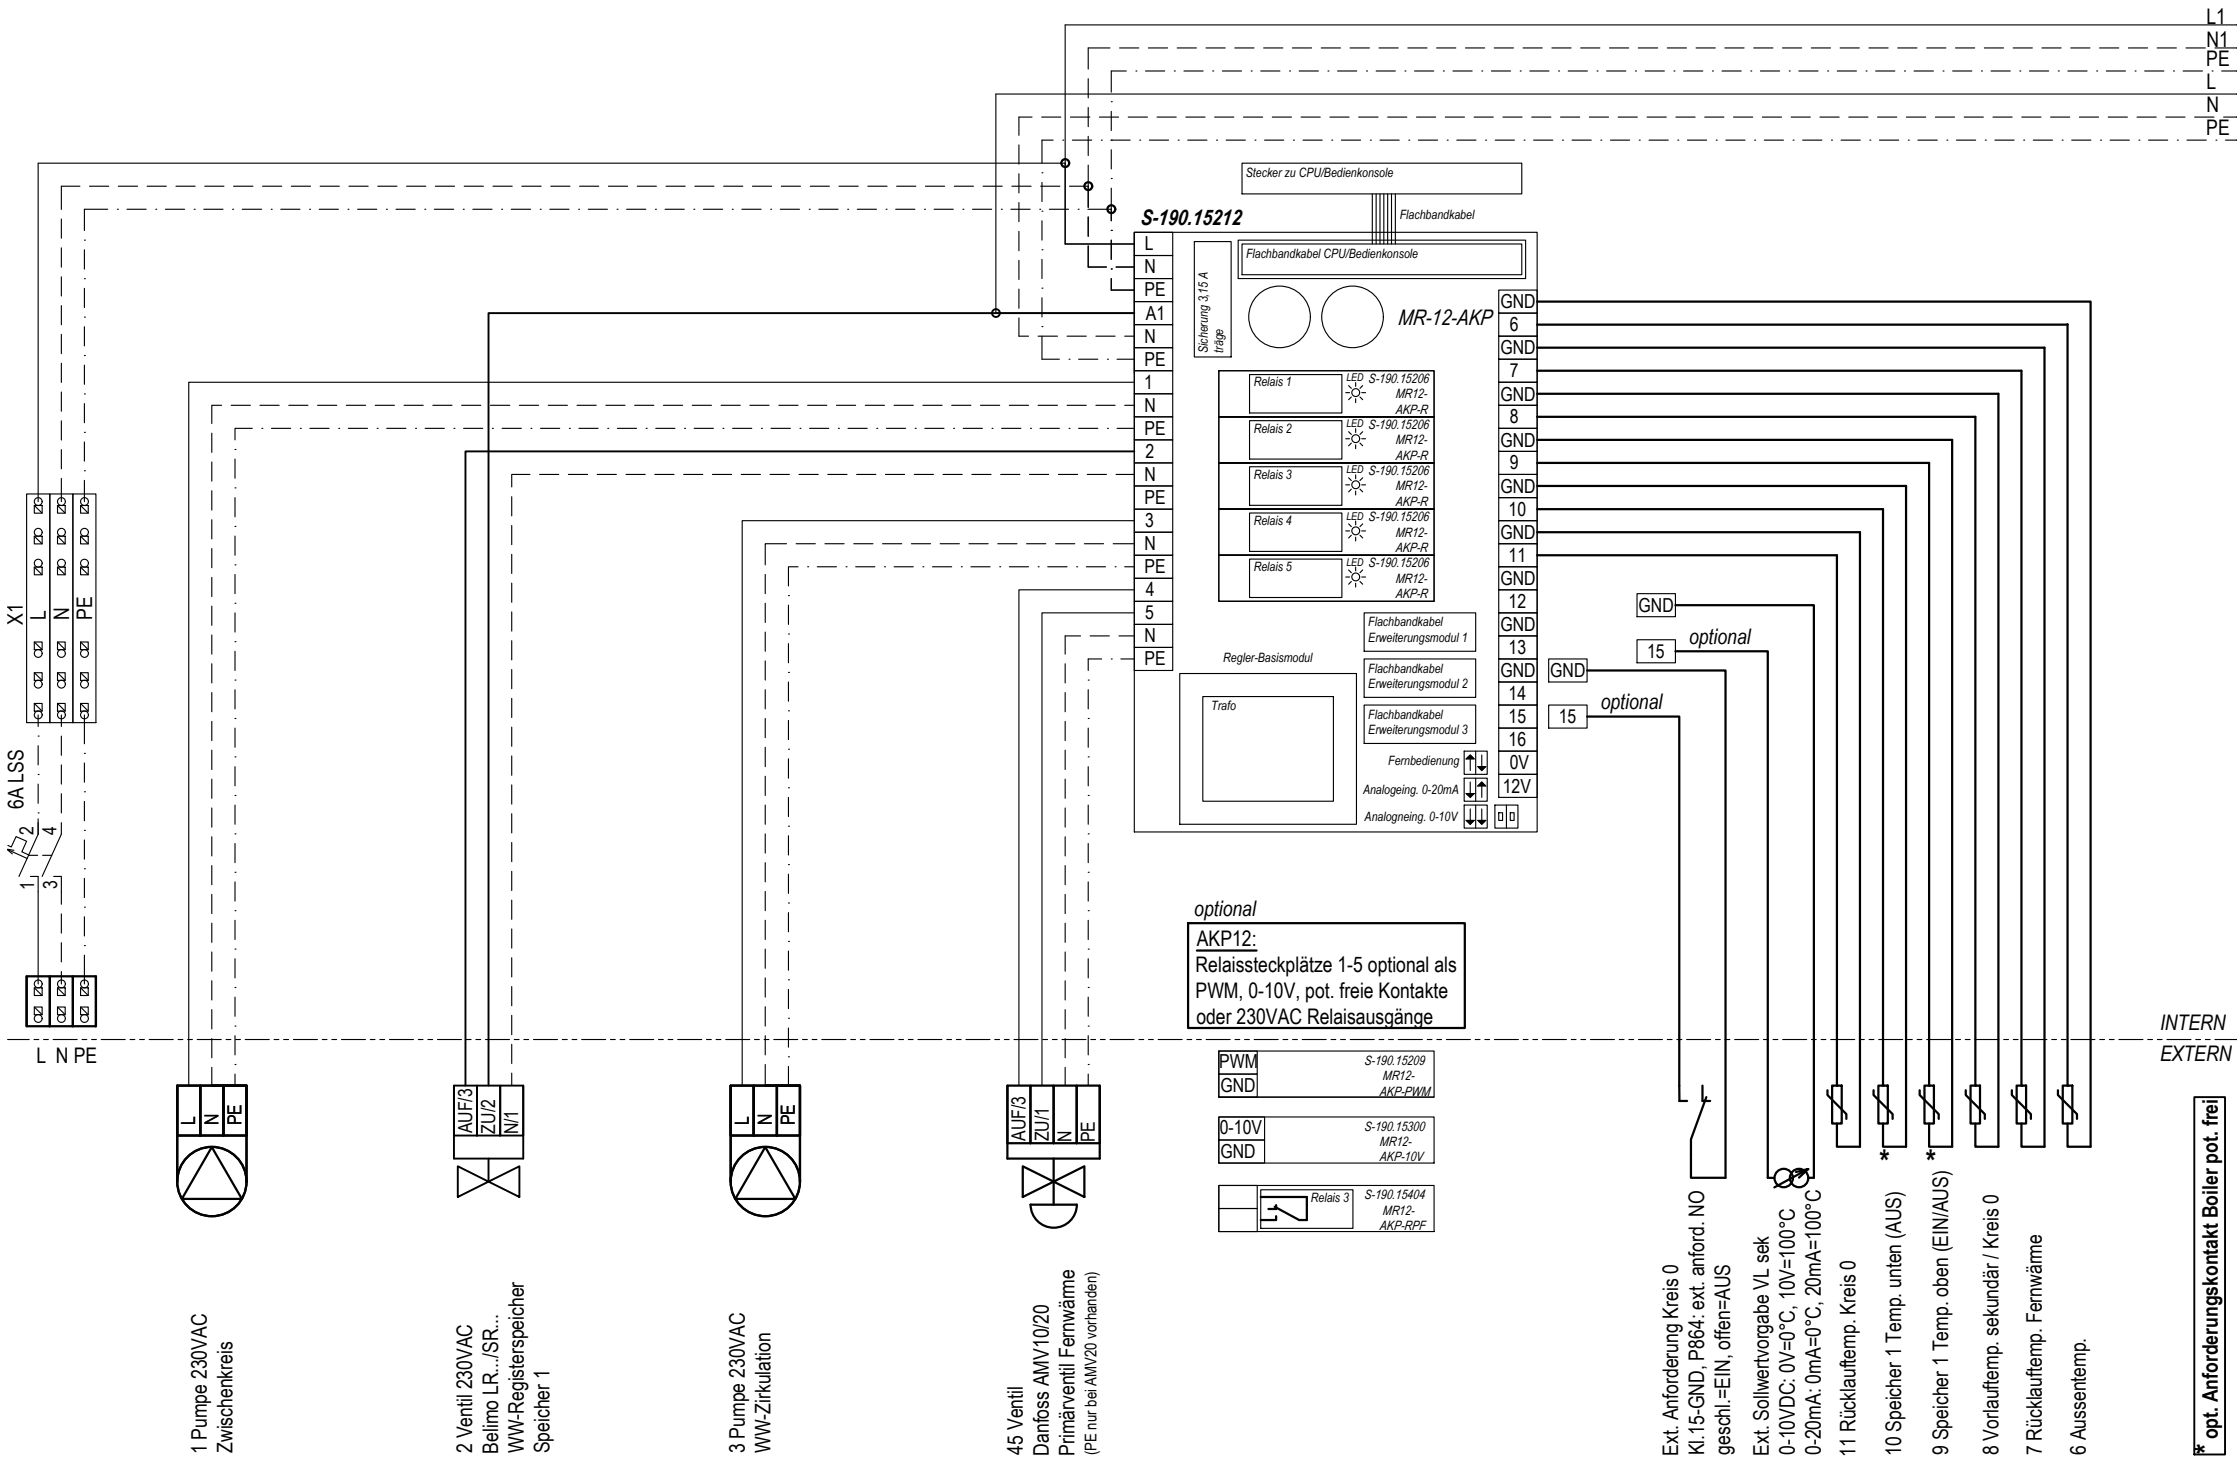 L1
N1
PE
L
N
PE
Stecker zu CPU/Bedienkonsole
Flachbandkabel
S-190.15212
Flachbandkabel CPU/Bedienkonsole
Sicherung 3,15 A
träge
MR-12-AKP
L
N
PE
A1
N
PE
1
N
PE
2
N
PE
3
N
PE
4
5
N
PE
Relais 1
LED S-190.15206
MR12-
AKP-R
Relais 2
LED S-190.15206
MR12-
AKP-R
Relais 3
LED S-190.15206
MR12-
AKP-R
Relais 4
LED S-190.15206
MR12-
AKP-R
Relais 5
LED S-190.15206
MR12-
AKP-R
GND
6
GND
7
GND
8
GND
9
GND
10
GND
11
GND
12
GND
13
GND
14
15
16
0V
12V
Flachbandkabel
Erweiterungsmodul 1
Flachbandkabel
Erweiterungsmodul 2
Flachbandkabel
Erweiterungsmodul 3
Regler-Basismodul
Trafo
Fernbedienung
Analogeing. 0-20mA
Analogneing. 0-10V
GND
15
optional
GND
15
optional
X1
L
N
PE
6A LSS
2
4
1
3
L N PE
optional
AKP12:
Relaissteckplätze 1-5 optional als
PWM, 0-10V, pot. freie Kontakte
oder 230VAC Relaisausgänge
INTERN
EXTERN
PWM
GND
S-190.15209
MR12-
AKP-PWM
0-10V
GND
S-190.15300
MR12-
AKP-10V
Relais 3
S-190.15404
MR12-
AKP-RPF
L
N
PE
AUF/3
ZU/2
N/1
L
N
PE
AUF/3
ZU/1
N
PE
1 Pumpe 230VAC
Zwischenkreis
2 Ventil 230VAC
Belimo LR.../SR...
WW-Registerspeicher
Speicher 1
3 Pumpe 230VAC
WW-Zirkulation
45 Ventil
Danfoss AMV10/20
Primärventil Fernwärme
(PE nur bei AMV20 vorhanden)
Ext. Anforderung Kreis 0
Kl.15-GND, P864: ext. anford. NO
geschl.=EIN, offen=AUS
Ext. Sollwertvorgabe VL sek
0-10VDC: 0V=0°C, 10V=100°C
0-20mA: 0mA=0°C, 20mA=100°C
11 Rücklauftemp. Kreis 0
10 Speicher 1 Temp. unten (AUS) *
9 Speicher 1 Temp. oben (EIN/AUS) *
8 Vorlauftemp. sekundär / Kreis 0
7 Rücklauftemp. Fernwärme
6 Aussentemp.
* opt. Anforderungskontakt Boiler pot. frei